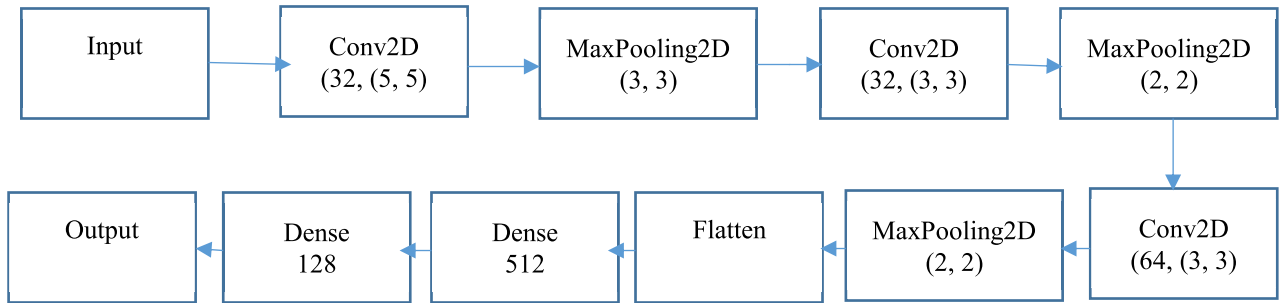 Input
Conv2D
(32, (5, 5)
MaxPooling2D
(3, 3)
Conv2D
(32, (3, 3)
MaxPooling2D
(2, 2)
Conv2D
(64, (3, 3)
MaxPooling2D
(2, 2)
Flatten
Dense
512
Dense
128
Output